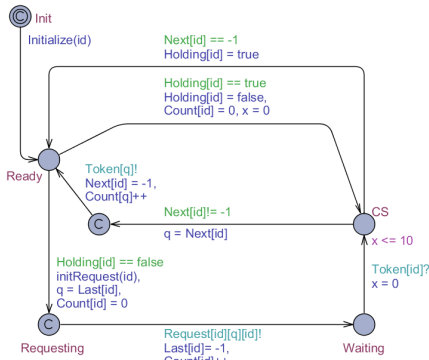 Init
Initialize(id)
Next[id] == -1
Holding[id] = true
Holding[id] == true
Holding[id] = false,
Count[id] = 0, x = 0
Ready
Token[q]!
Next[id] = -1,
Count[q]++
C
Next[id]!= -1
q = Next[id]
CS
x <= 10
Token[id]?
x = 0
Holding[id] == false
initRequest(id),
q = Last[id],
Count[id] = 0
C
Requesting
Request[id][q][id]!
Last[id]= -1,
Count[id]++
Waiting